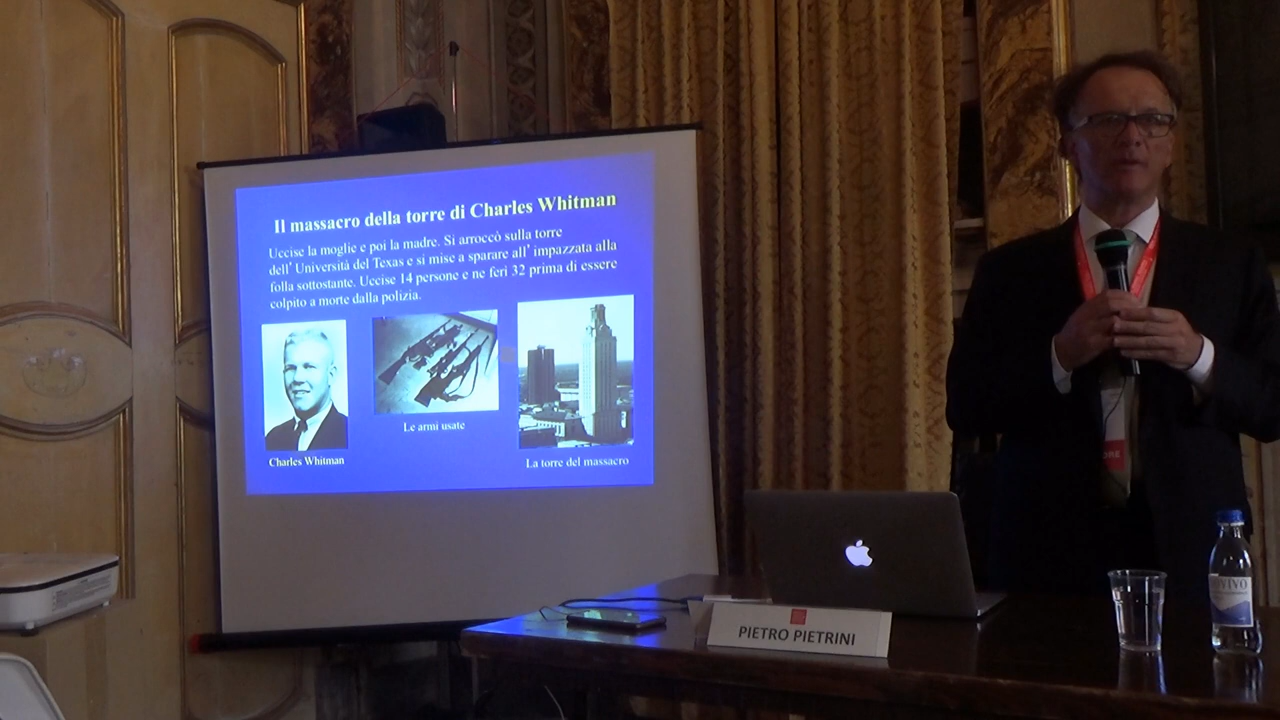 Il massacro della torre di Charles Whitman
Uccise la moglie e poi la madre. Si arroccò sulla torre
dell' Università del Texas e si mise a sparare all' impazzata alla
folla sottostante. Uccise 14 persone e ne ferì 32 prima di essere
colpito a morte dalla polizia.
Le armi usate
Charles Whitman
La torre del massacro
PIETRO PIETRINI